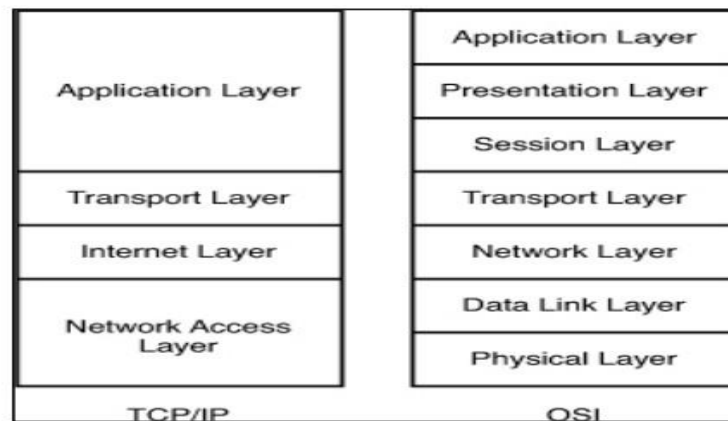 Application Layer
Transport Layer
Internet Layer
Network Access
Layer
TCP/IP
Application Layer
Presentation Layer
Session Layer
Transport Layer
Network Layer
Data Link Layer
Physical Layer
OSI